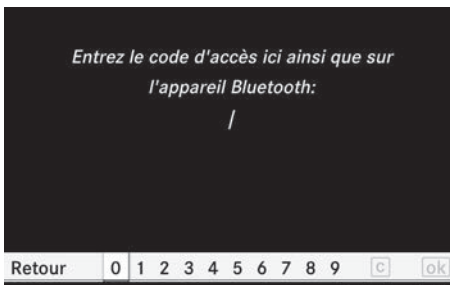 Entrez le code d'accès ici ainsi que sur
l'appareil Bluetooth:
Retour 0 1 2 3 4 5 6 7 8 9 c ok